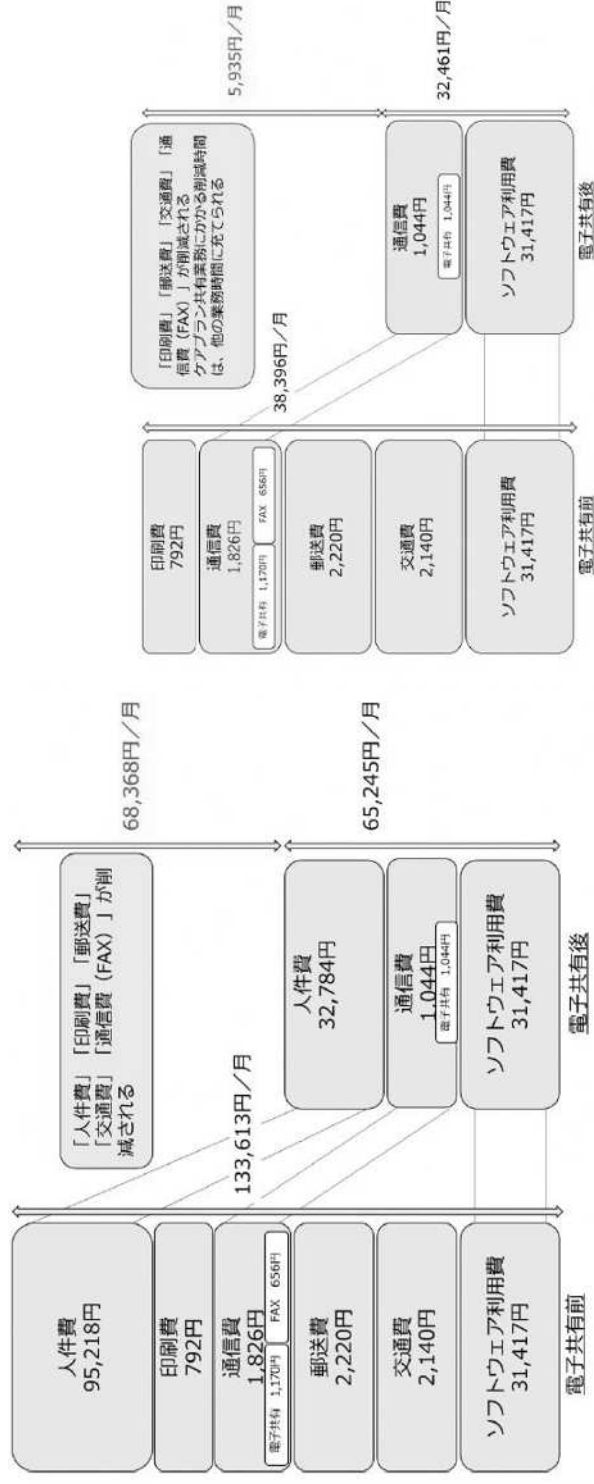 人件費
95,218円
印刷費
792円
通信費
1,826円
電子共有 1,170円
FAX 656円
郵送費
2,220円
交通費
2,140円
ソフトウェア利用費
31,417円
電子共有前
133,613円／月
「人件費」「印刷費」「郵送費」
「交通費」「通信費（FAX）」が削
減される
人件費
32,784円
通信費
1,044円
電子共有 1,044円
ソフトウェア利用費
31,417円
電子共有後
68,368円／月
65,245円／月
印刷費
792円
通信費
1,826円
電子共有 1,170円
FAX 656円
郵送費
2,220円
交通費
2,140円
ソフトウェア利用費
31,417円
電子共有前
38,396円／月
「印刷費」「郵送費」「交通費」「通
信費（FAX）」が削減される
ケアプラン共有業務にかかる削減時間
は、他の業務時間に充てられる
通信費
1,044円
電子共有 1,044円
ソフトウェア利用費
31,417円
電子共有後
5,935円／月
32,461円／月